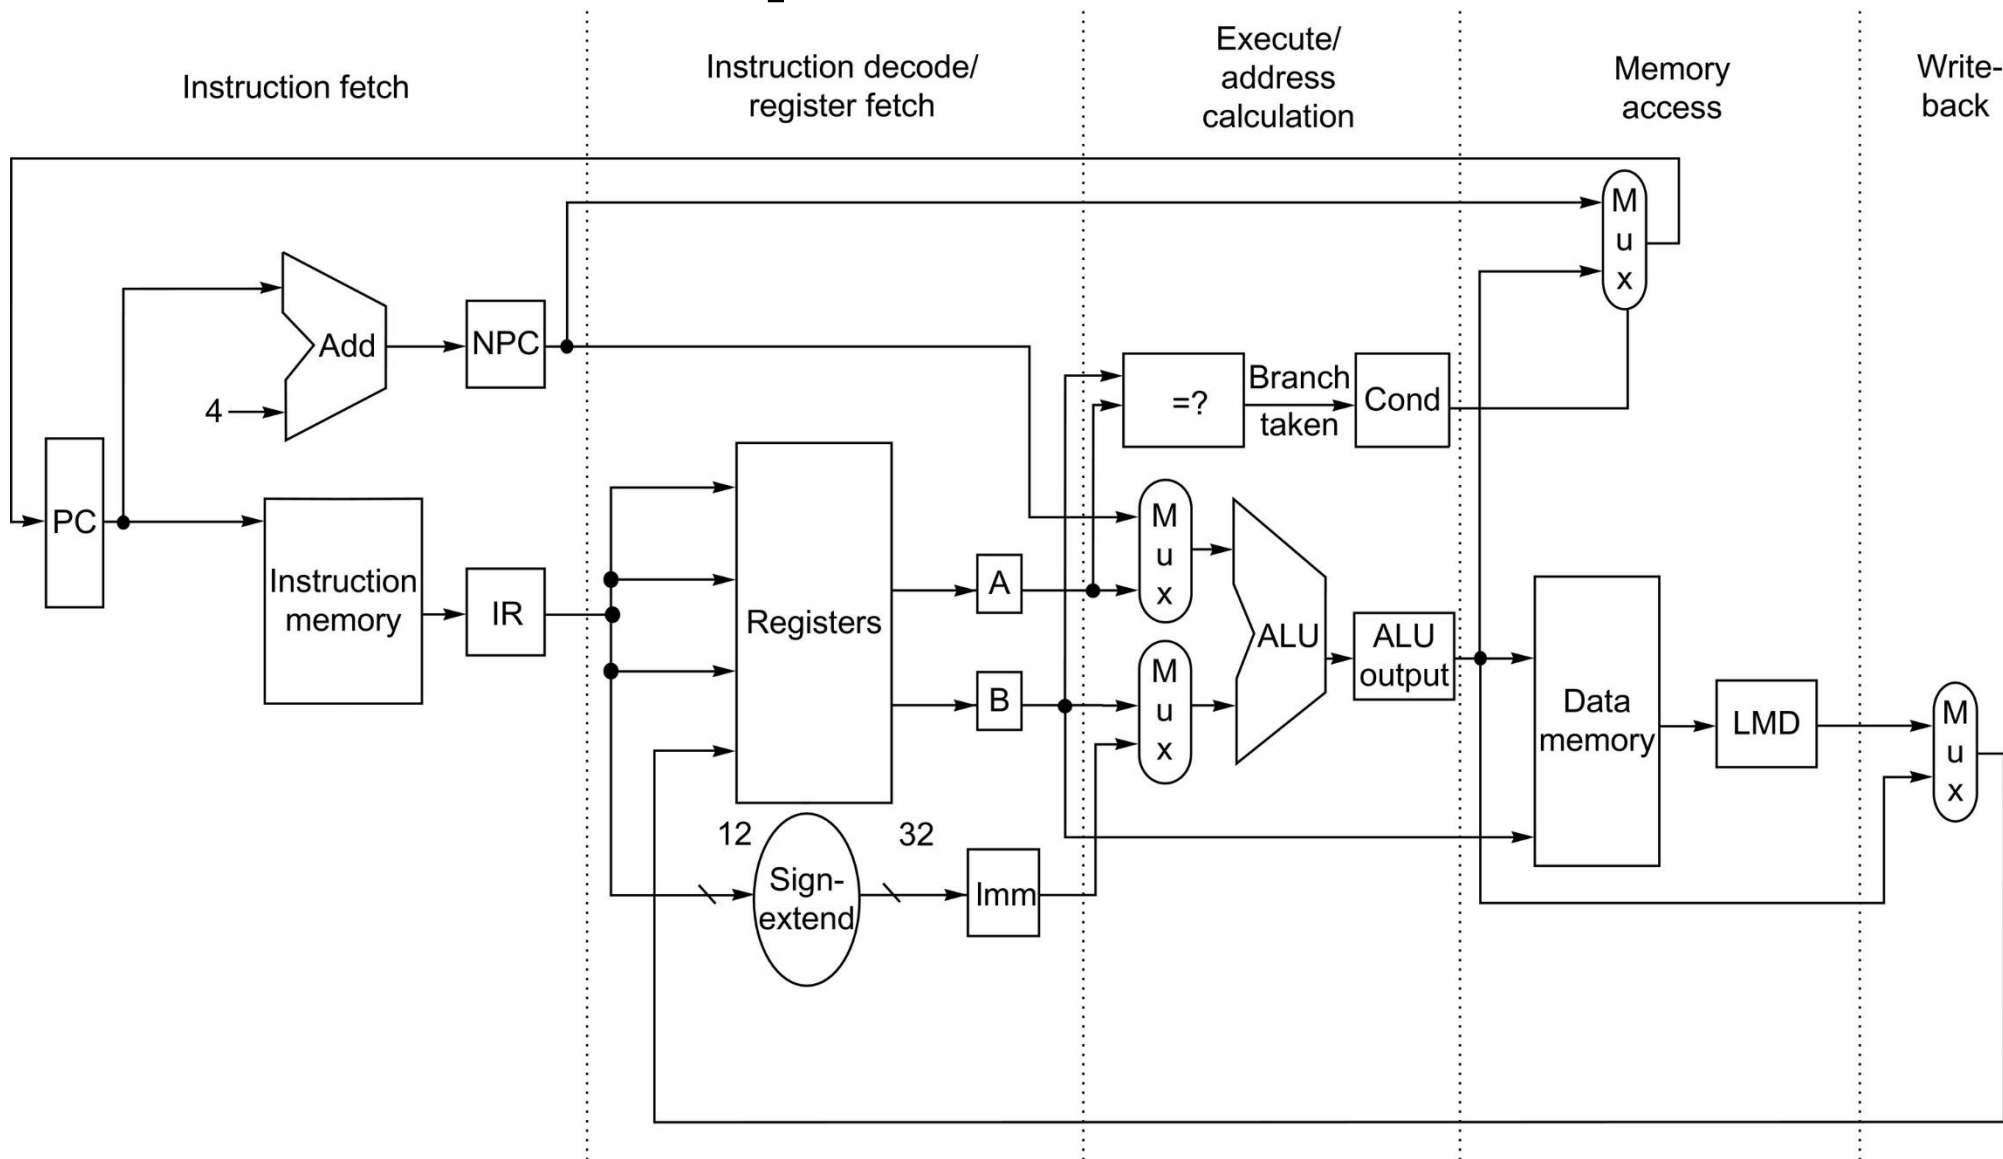 Instruction fetch
Instruction decode/
register fetch
Execute/
address
calculation
Memory
access
Write-
back
M
u
x
Add
NPC
4
PC
Instruction
memory
IR
Registers
A
B
12
32
Sign-
extend
Imm
=?
Branch
taken
Cond
M
u
x
M
u
x
ALU
ALU
output
Data
memory
LMD
M
u
x